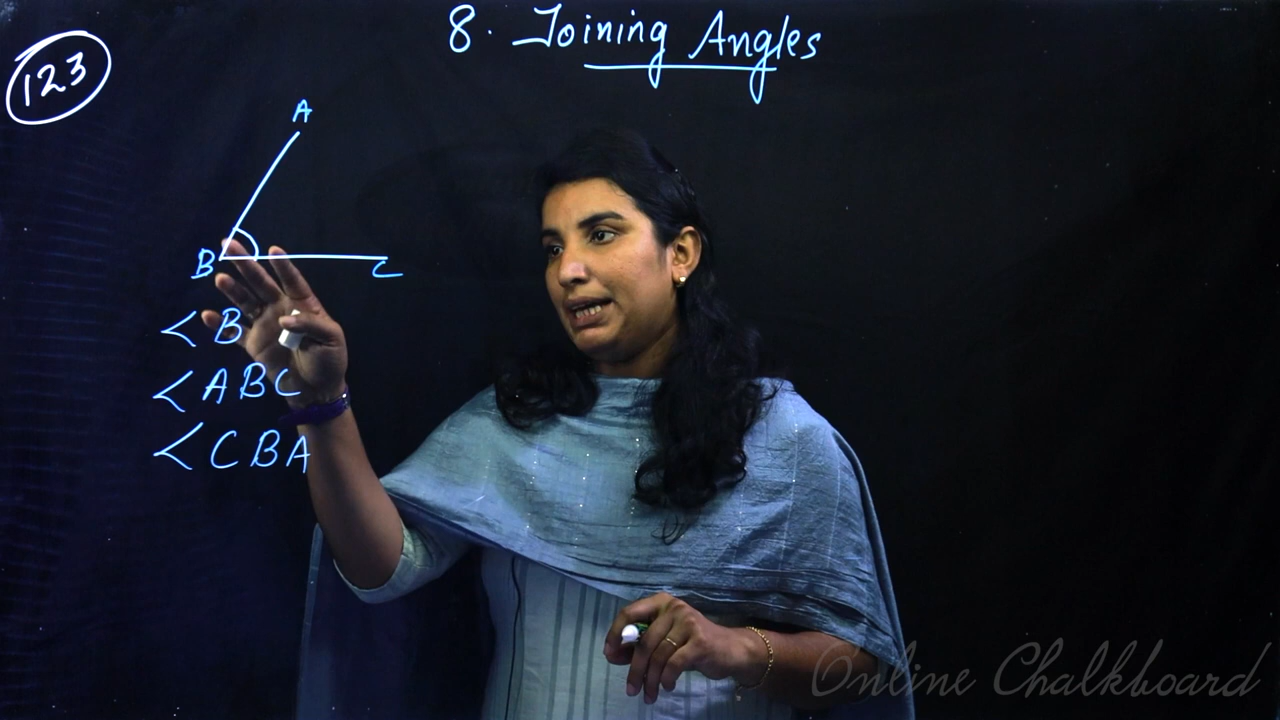 8. Joining Angles
123
A
B C
< B
< ABC
< CBA
Online Chalkboard